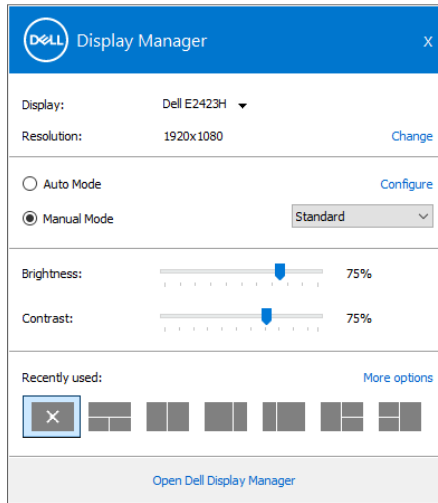 DELL Display Manager X
Display: Dell E2423H
Resolution: 1920x1080 Change
Auto Mode Configure
Manual Mode Standard
Brightness: 75%
Contrast: 75%
Recently used: More options
Open Dell Display Manager